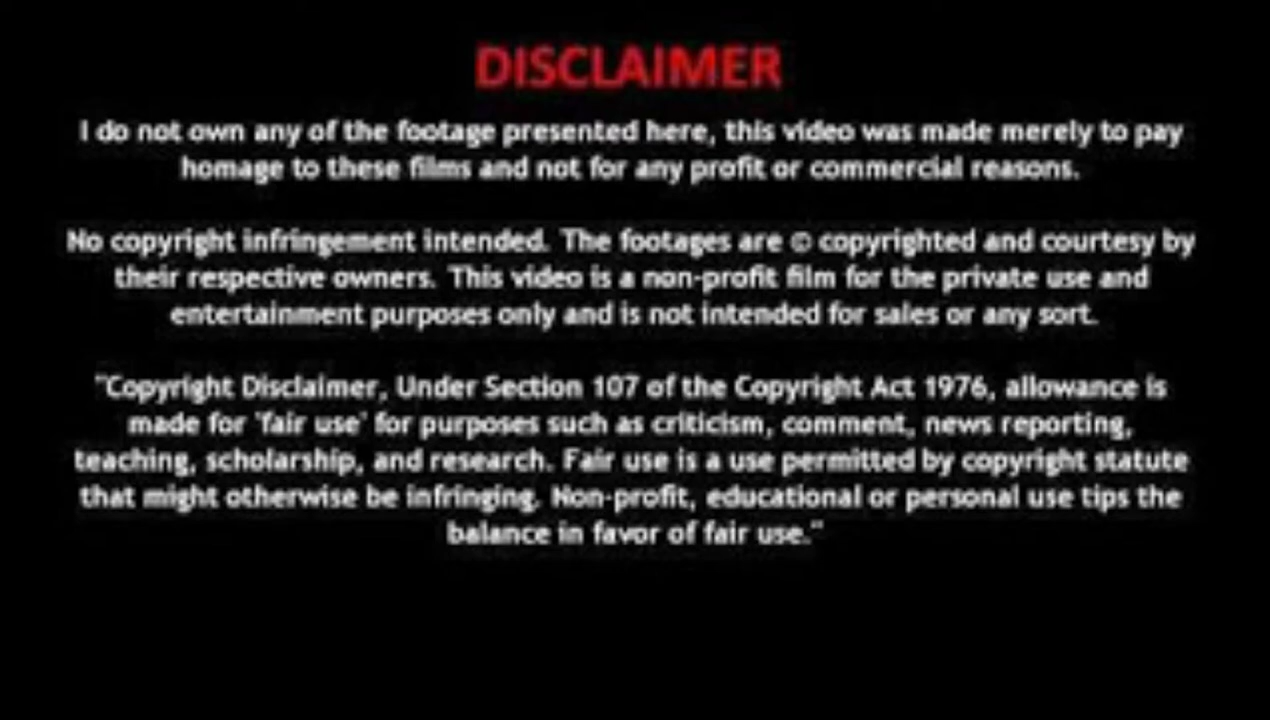 DISCLAIMER
I do not own any of the footage presented here, this video was made merely to pay
homage to these films and not for any profit or commercial reasons.
No copyright infringement intended. The footages are © copyrighted and courtesy by
their respective owners. This video is a non-profit film for the private use and
entertainment purposes only and is not intended for sales or any sort.
"Copyright Disclaimer, Under Section 107 of the Copyright Act 1976, allowance is
made for 'fair use' for purposes such as criticism, comment, news reporting,
teaching, scholarship, and research. Fair use is a use permitted by copyright statute
that might otherwise be infringing. Non-profit, educational or personal use tips the
balance in favor of fair use."